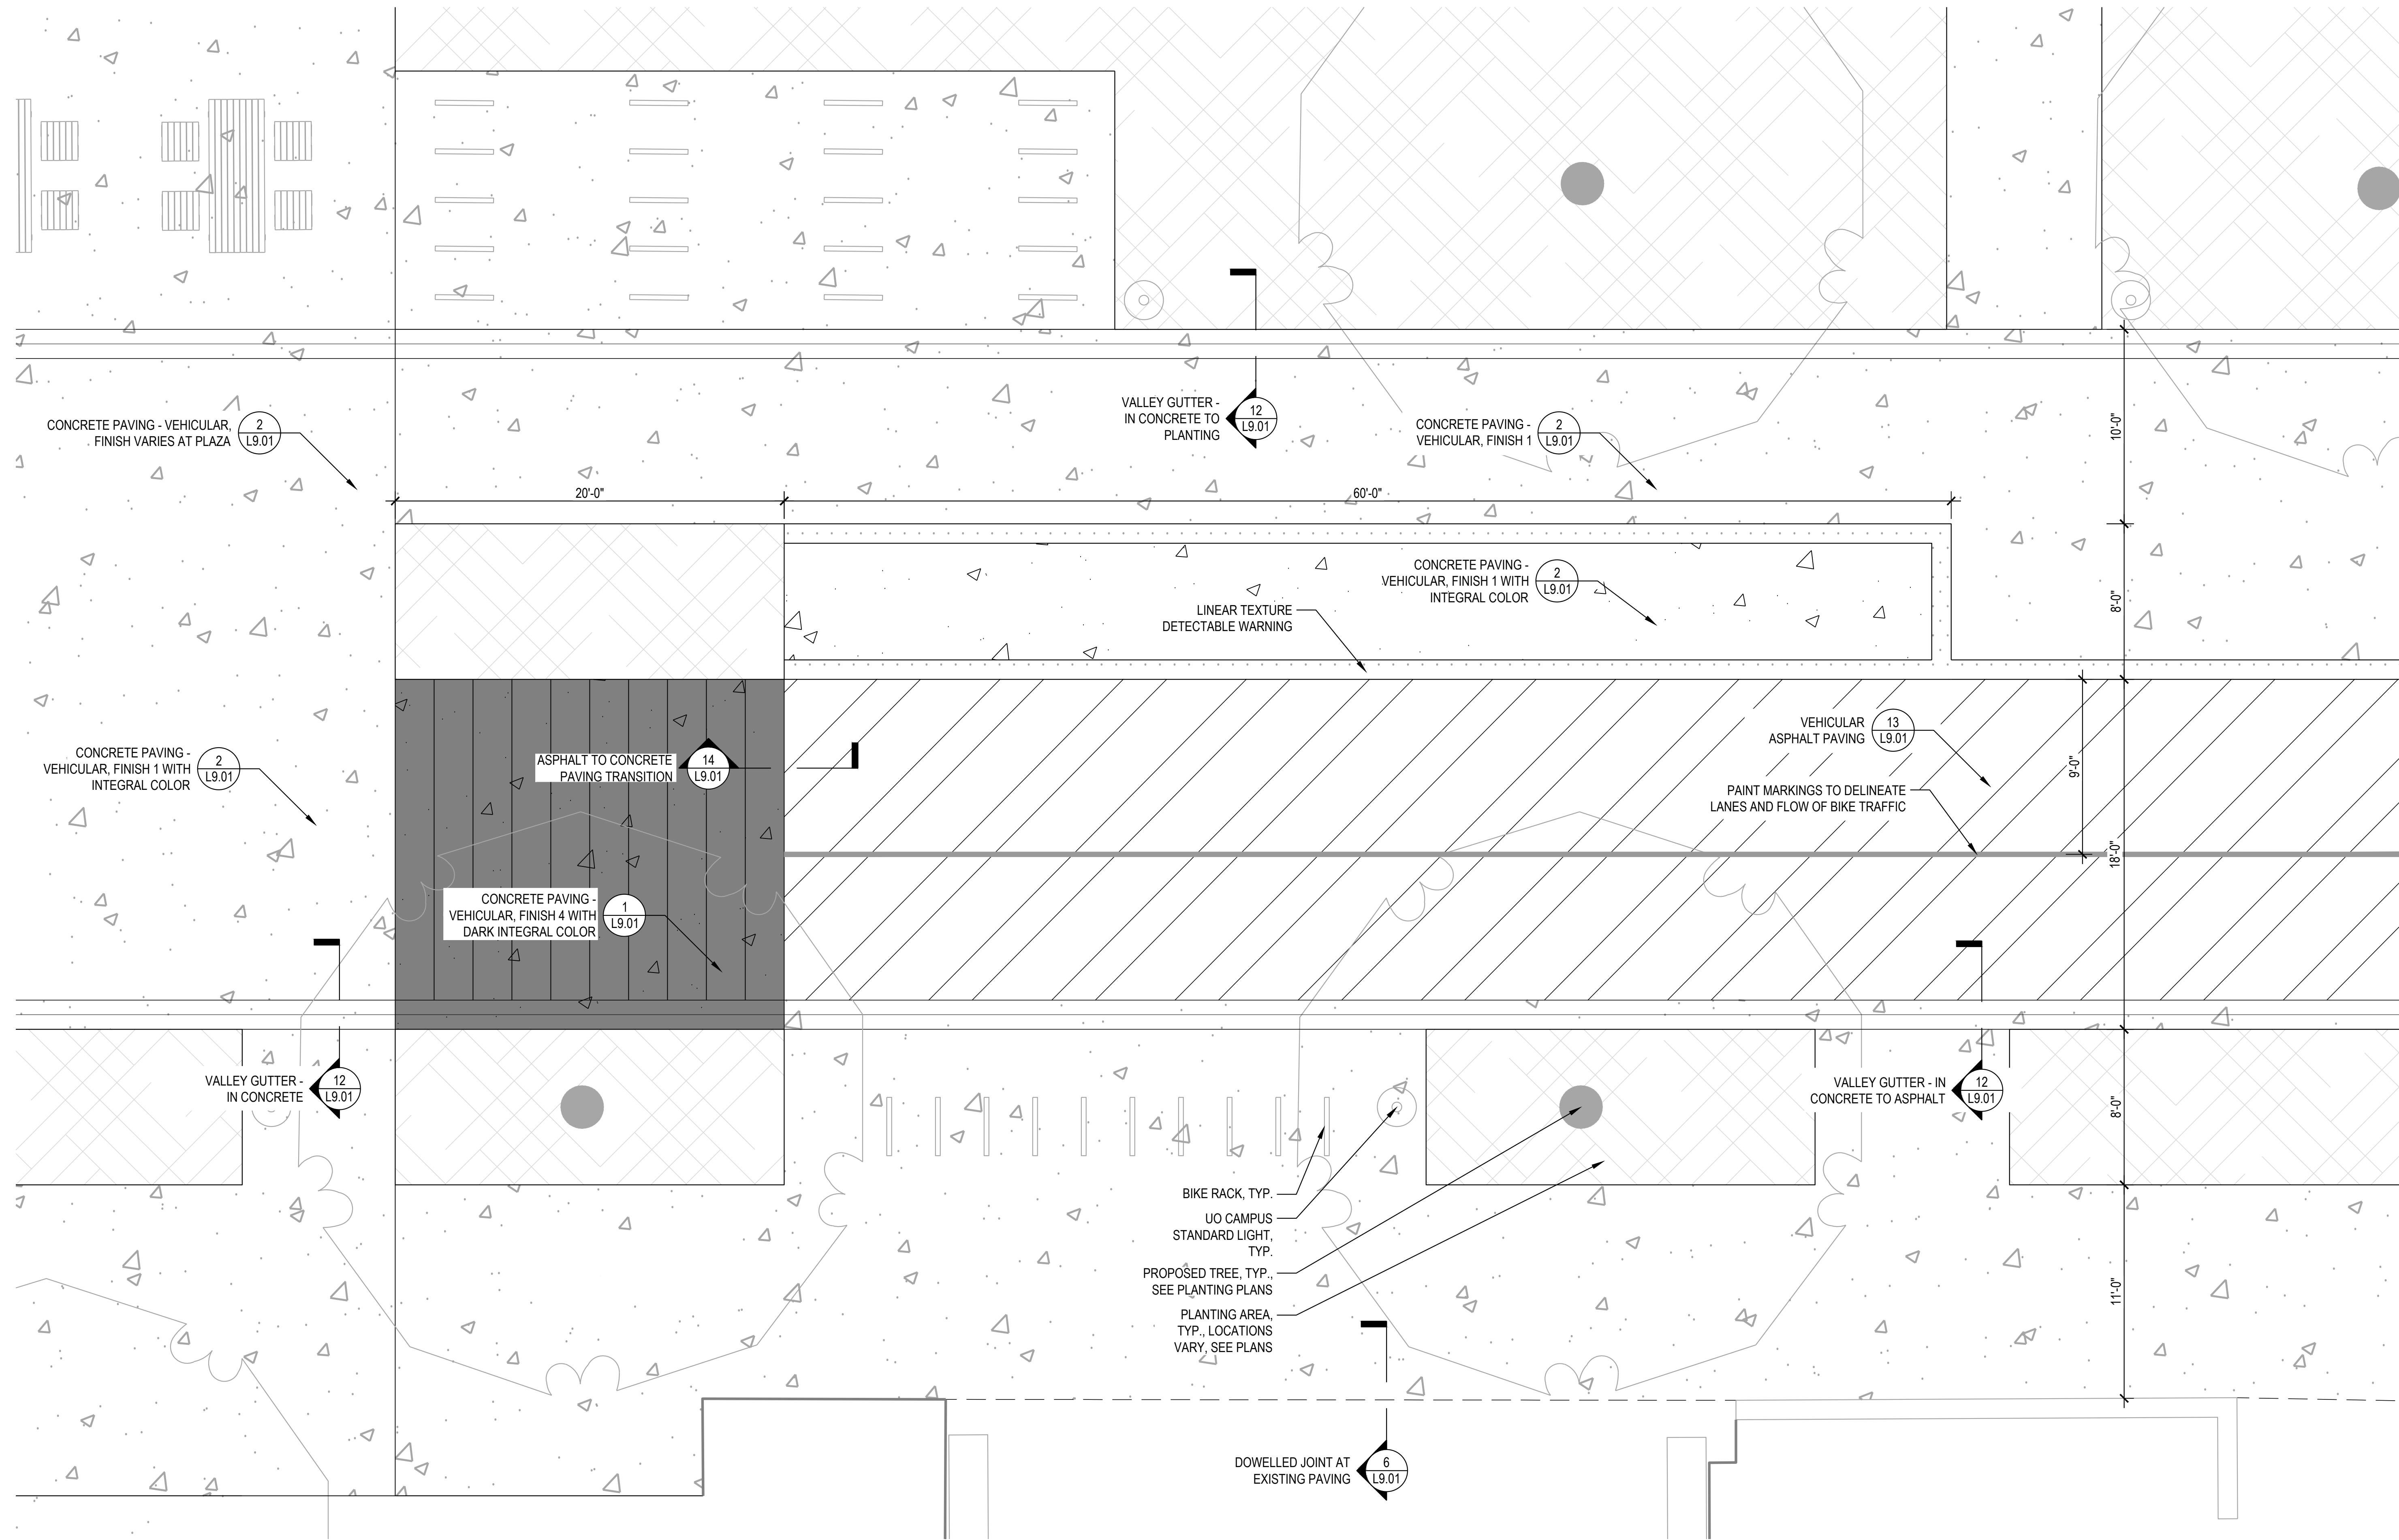 VALLEY GUTTER -
IN CONCRETE TO
PLANTING
12
L9.01
CONCRETE PAVING - VEHICULAR,
FINISH VARIES AT PLAZA
2
L9.01
CONCRETE PAVING -
VEHICULAR, FINISH 1
2
L9.01
10'-0"
20'-0"
60'-0"
CONCRETE PAVING -
VEHICULAR, FINISH 1 WITH
INTEGRAL COLOR
2
L9.01
LINEAR TEXTURE
DETECTABLE WARNING
8'-0"
CONCRETE PAVING -
VEHICULAR, FINISH 1 WITH
INTEGRAL COLOR
2
L9.01
ASPHALT TO CONCRETE
PAVING TRANSITION
14
L9.01
VEHICULAR
ASPHALT PAVING
13
L9.01
PAINT MARKINGS TO DELINEATE
LANES AND FLOW OF BIKE TRAFFIC
9'-0"
18'-0"
CONCRETE PAVING -
VEHICULAR, FINISH 4 WITH
DARK INTEGRAL COLOR
1
L9.01
VALLEY GUTTER -
IN CONCRETE
12
L9.01
VALLEY GUTTER - IN
CONCRETE TO ASPHALT
12
L9.01
8'-0"
BIKE RACK, TYP.
UO CAMPUS
STANDARD LIGHT,
TYP.
PROPOSED TREE, TYP.,
SEE PLANTING PLANS
PLANTING AREA,
TYP., LOCATIONS
VARY, SEE PLANS
11'-0"
DOWELLED JOINT AT
EXISTING PAVING
6
L9.01